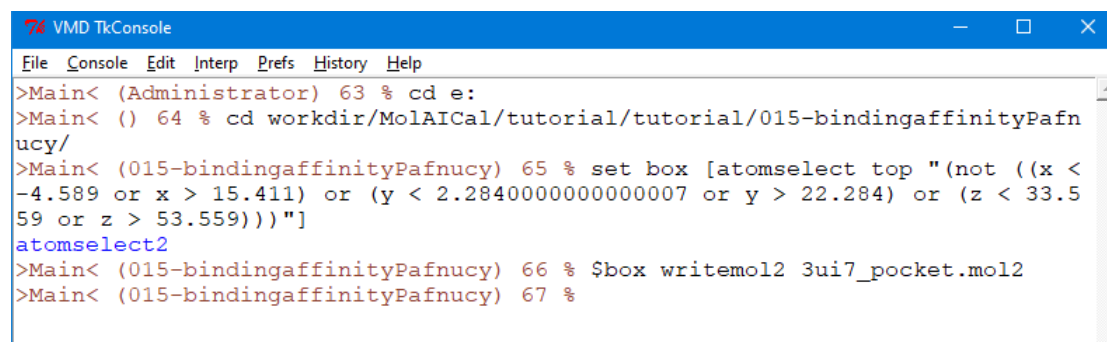 VMD TkConsole
File Console Edit Interp Prefs History Help
>Main< (Administrator) 63 % cd e:
>Main< () 64 % cd workdir/MolAICal/tutorial/tutorial/015-bindingaffinityPafn
ucy/
>Main< (015-bindingaffinityPafnucy) 65 % set box [atomselect top "(not ((x <
-4.589 or x > 15.411) or (y < 2.2840000000000007 or y > 22.284) or (z < 33.5
59 or z > 53.559)))"]
atomselect2
>Main< (015-bindingaffinityPafnucy) 66 % $box writemol2 3ui7_pocket.mol2
>Main< (015-bindingaffinityPafnucy) 67 %